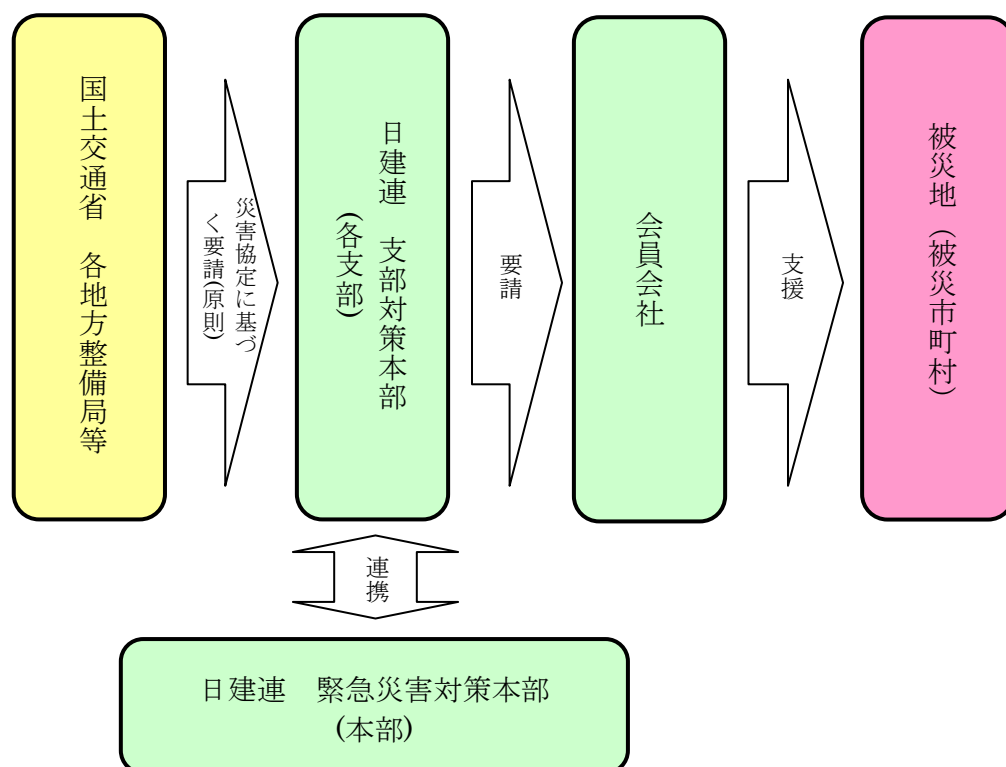 国土交通省　各地方整備局等
災害協定に基づ
く要請(原則)
日建連　支部対策本部
(各支部)
要請
会員会社
支援
被災地（被災市町村）
連携
日建連　緊急災害対策本部
(本部)